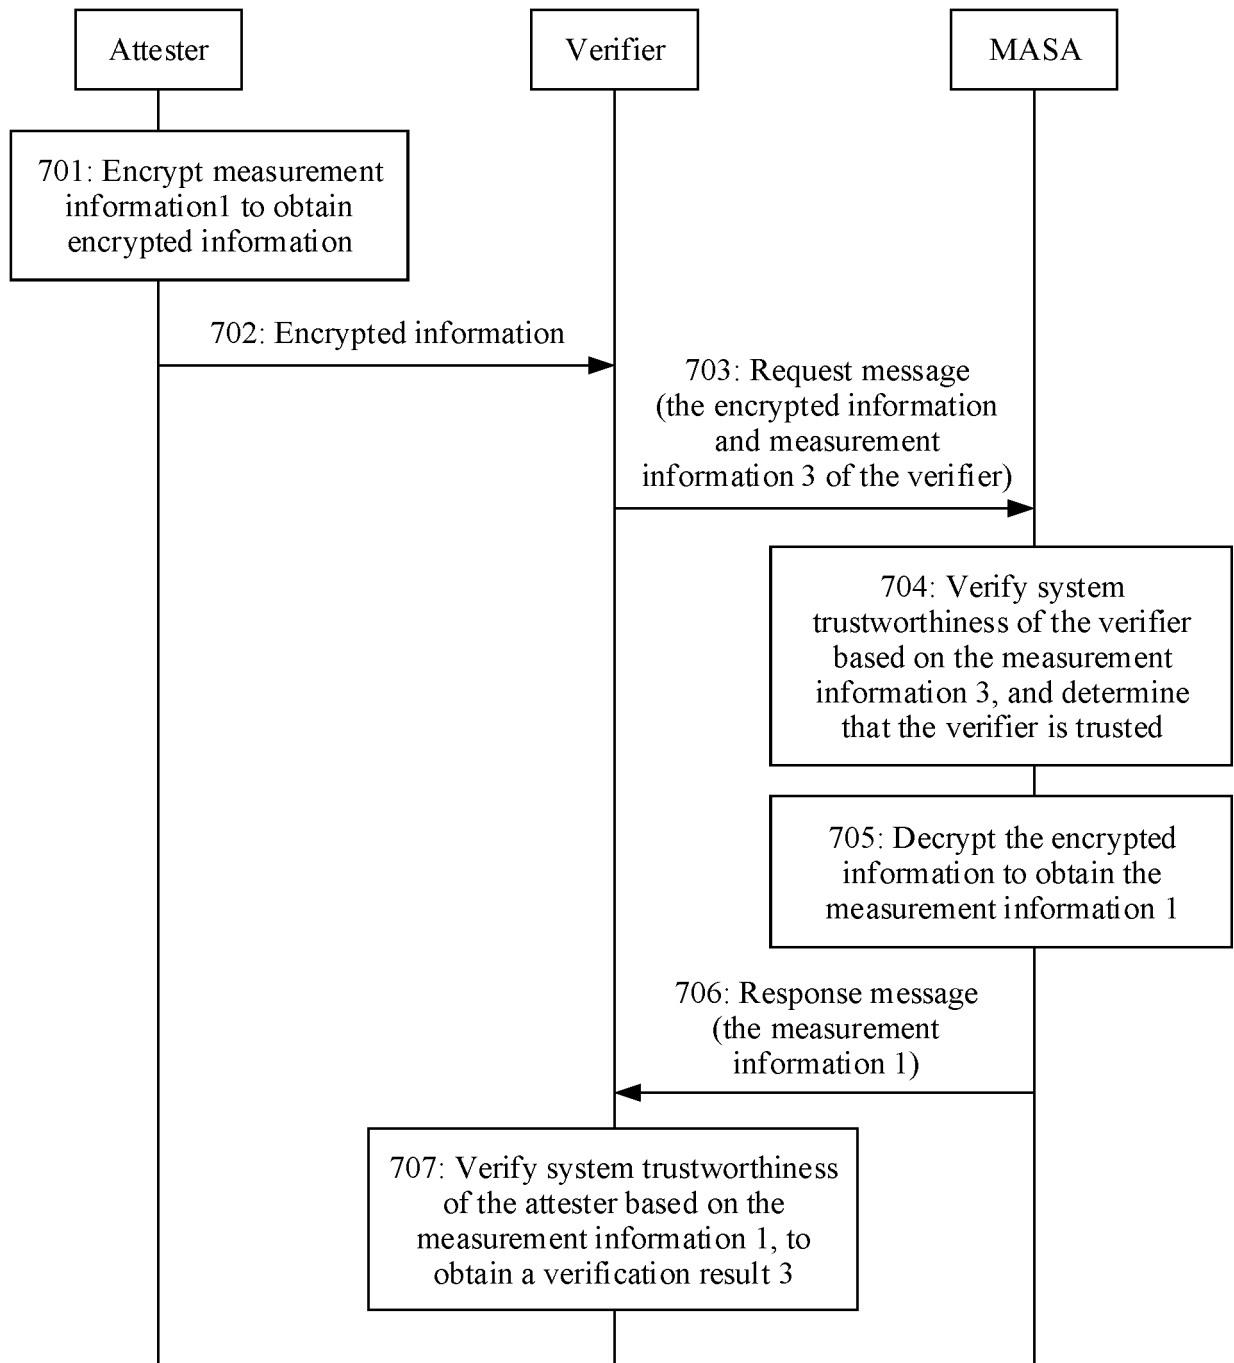 Attester
Verifier
MASA
701: Encrypt measurement
information1 to obtain
encrypted information
702: Encrypted information
703: Request message
(the encrypted information
and measurement
information 3 of the verifier)
704: Verify system
trustworthiness of the verifier
based on the measurement
information 3, and determine
that the verifier is trusted
705: Decrypt the encrypted
information to obtain the
measurement information 1
706: Response message
(the measurement
information 1)
707: Verify system trustworthiness
of the attester based on the
measurement information 1, to
obtain a verification result 3